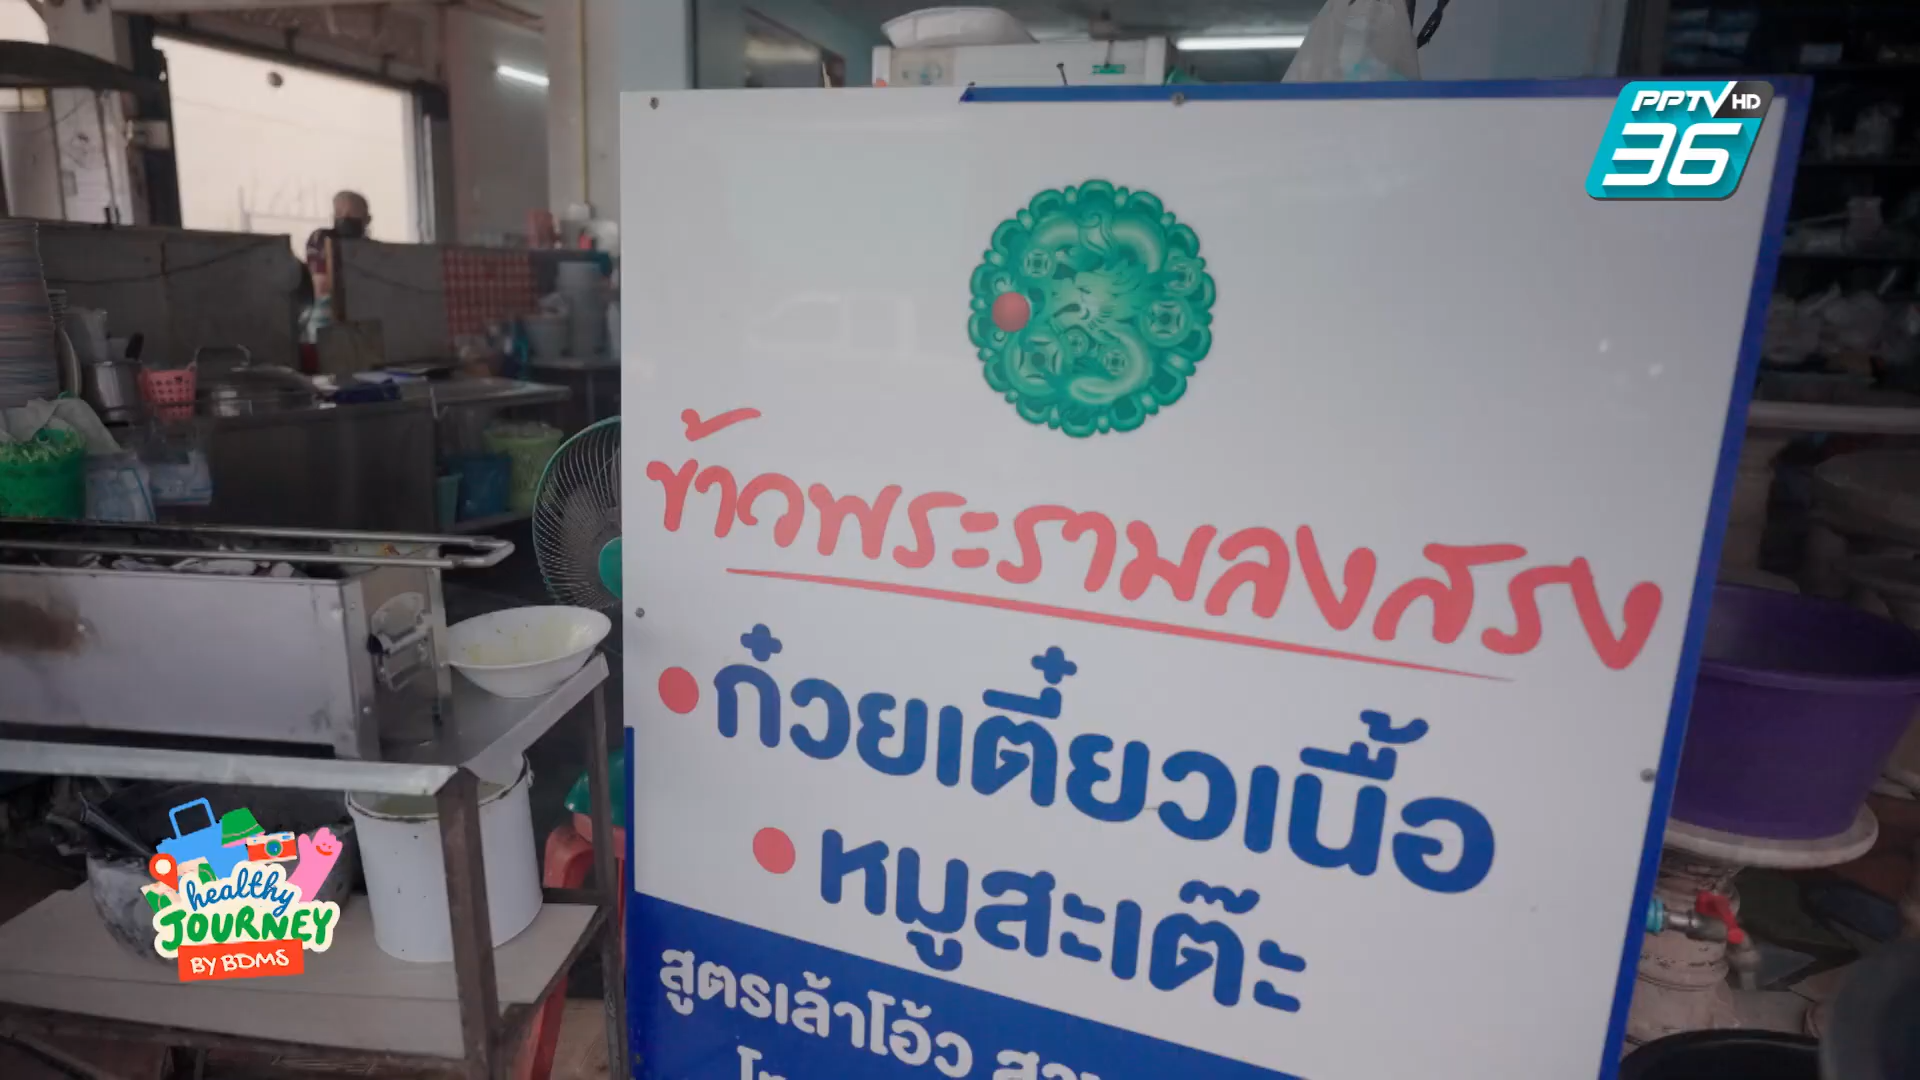 PPTV HD
36
ข้าวพระรามลงสรง
ก๋วยเตี๋ยวเนื้อ
หมูสะเต๊ะ
สูตรเล้าโอ้ว
healthy
JOURNEY
BY BDMS